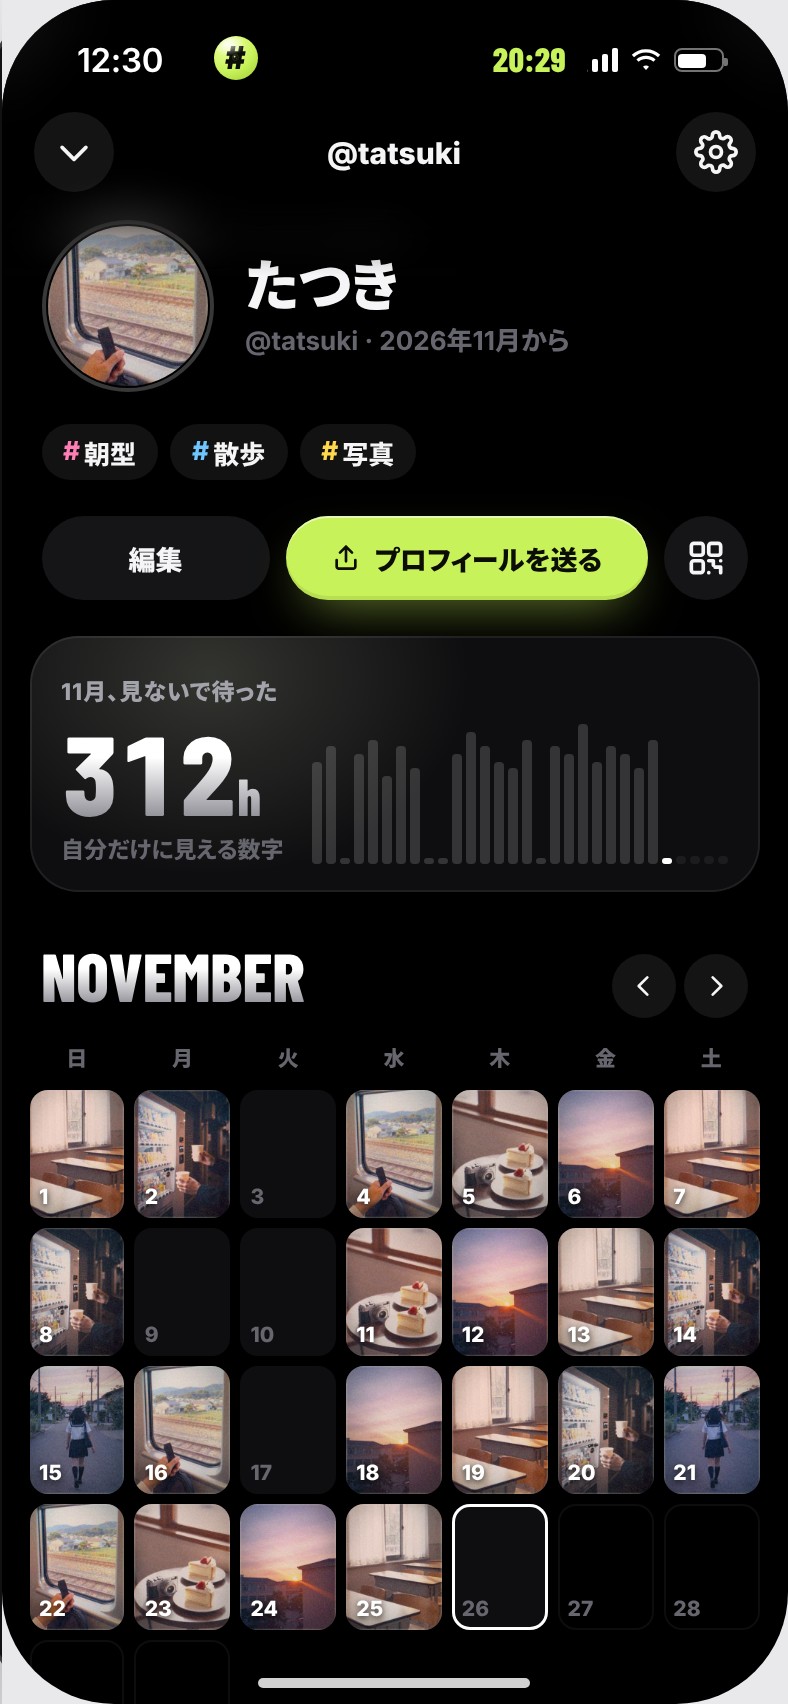 12:30 # 20:29
@tatsuki
たつき
@tatsuki · 2026年11月から
#朝型 #散歩 #写真
編集 プロフィールを送る
11月、見ないで待った
312h
自分だけに見える数字
NOVEMBER
日 月 火 水 木 金 土
1 2 3 4 5 6 7
8 9 10 11 12 13 14
15 16 17 18 19 20 21
22 23 24 25 26 27 28